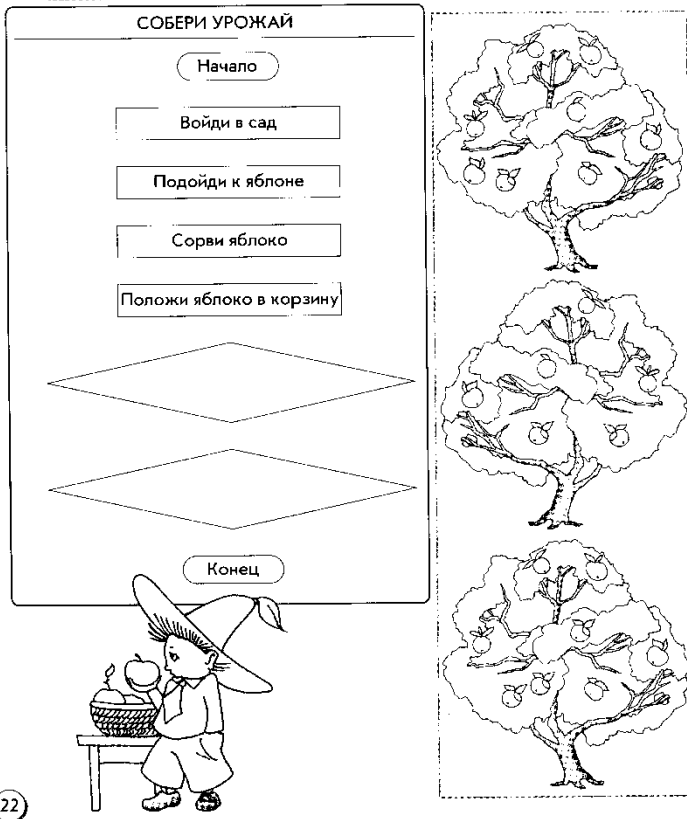 СОБЕРИ УРОЖАЙ
Начало
Войди в сад
Подойди к яблоне
Сорви яблоко
Положи яблоко в корзину
Конец
22